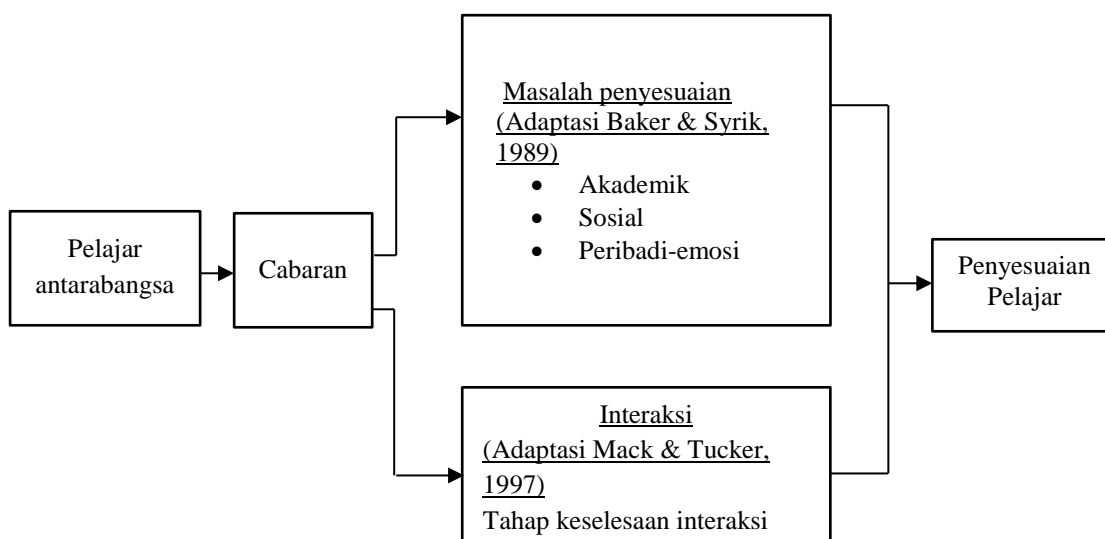 Pelajar
antarabangsa
Cabaran
Masalah penyesuaian
(Adaptasi Baker & Syrik,
1989)
• Akademik
• Sosial
• Peribadi-emosi
Interaksi
(Adaptasi Mack & Tucker,
1997)
Tahap keselesaan interaksi
Penyesuaian
Pelajar